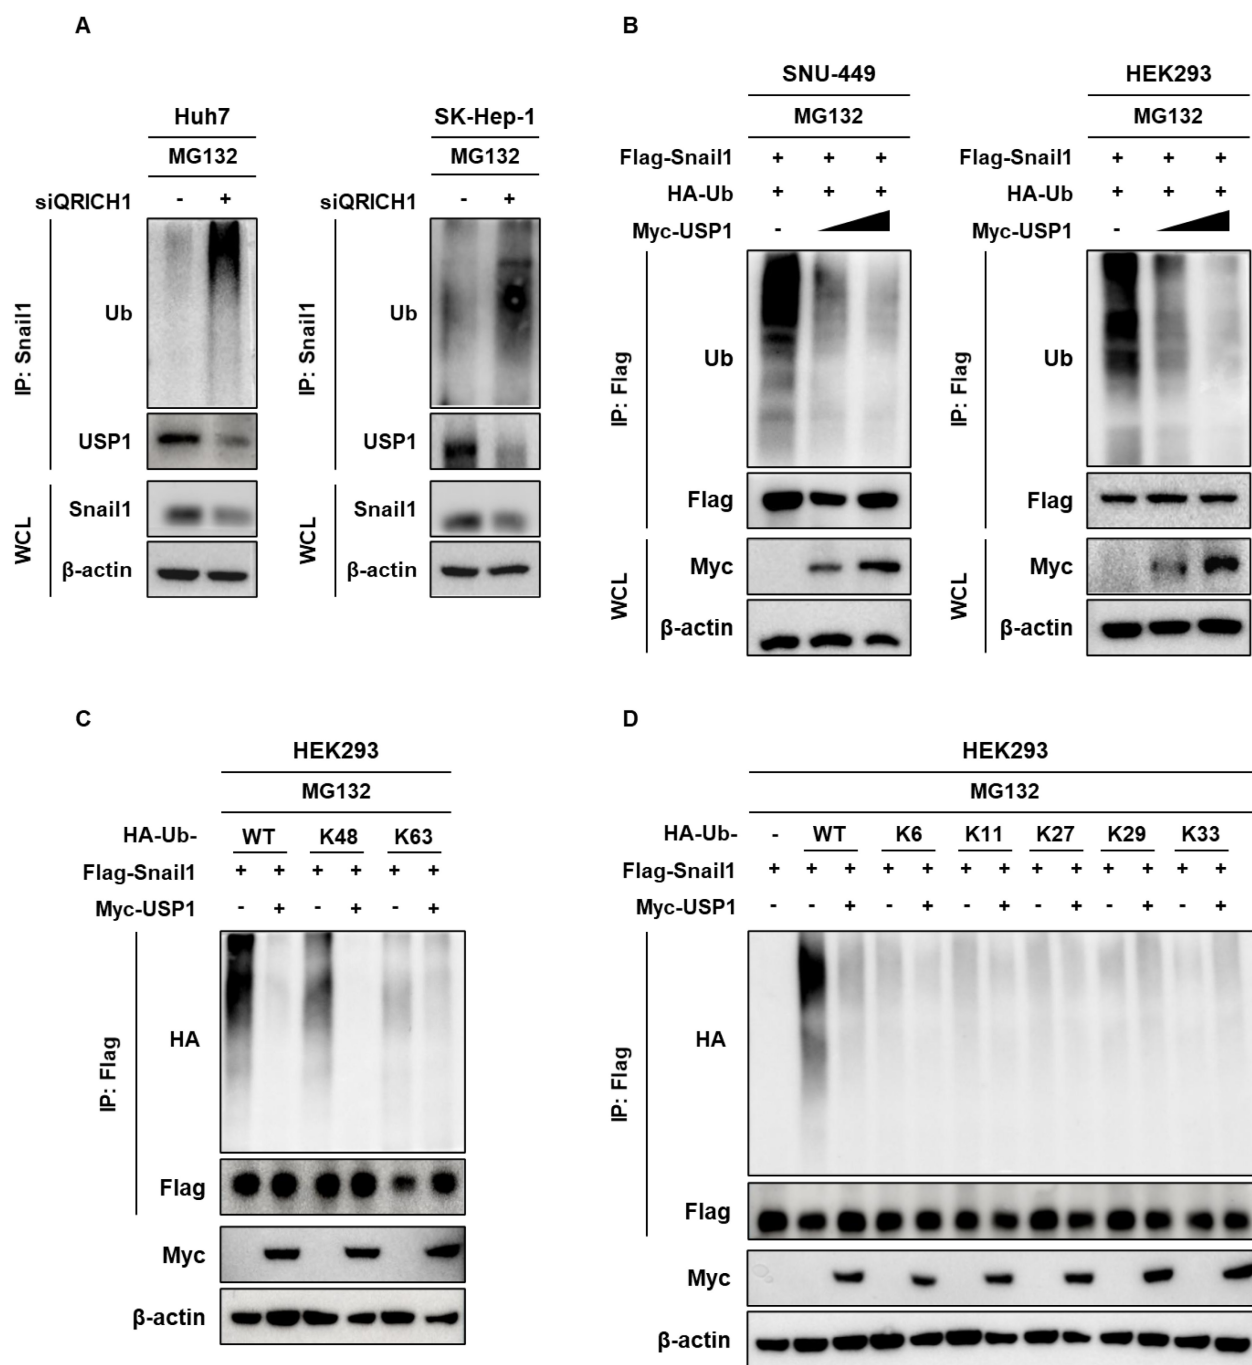 A
Huh7
MG132
siQRICH1 - +
IP: Snail1
Ub
USP1
WCL
Snail1
β-actin
SK-Hep-1
MG132
siQRICH1 - +
IP: Snail1
Ub
USP1
WCL
Snail1
β-actin
B
SNU-449
MG132
Flag-Snail1 + + +
HA-Ub + + +
Myc-USP1 -
IP: Flag
Ub
Flag
WCL
Myc
β-actin
HEK293
MG132
Flag-Snail1 + + +
HA-Ub + + +
Myc-USP1 -
IP: Flag
Ub
Flag
WCL
Myc
β-actin
C
HEK293
MG132
HA-Ub- WT K48 K63
Flag-Snail1 + + + + + +
Myc-USP1 - + - + - +
IP: Flag
HA
Flag
Myc
β-actin
D
HEK293
MG132
HA-Ub- - WT K6 K11 K27 K29 K33
Flag-Snail1 + + + + + + + + + + + + +
Myc-USP1 - - + - + - + - + - + - +
IP: Flag
HA
Flag
Myc
β-actin